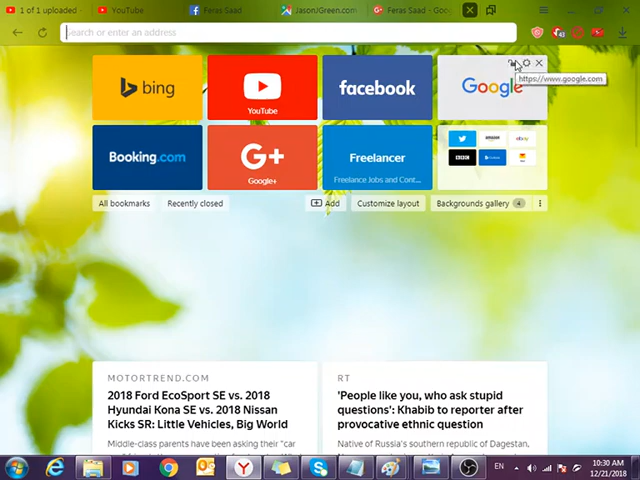 1 of 1 uploaded -
YouTube
Feras Saad
JasonJGreen.com
Feras Saad - Goo
Search or enter an address
43
bing
YouTube
facebook
Google
https://www.google.com
Booking.com
G+
Google+
Freelancer
Freelance Jobs and Cont...
amazon
ebay
BBC
All bookmarks
Recently closed
Add
Customize layout
Backgrounds gallery
4
MOTORTREND.COM
2018 Ford EcoSport SE vs. 2018
Hyundai Kona SE vs. 2018 Nissan
Kicks SR: Little Vehicles, Big World
Middle-class parents have been asking their "car
RT
'People like you, who ask stupid
questions': Khabib to reporter after
provocative ethnic question
Native of Russia's southern republic of Dagestan,
EN
10:30 AM
12/21/2018